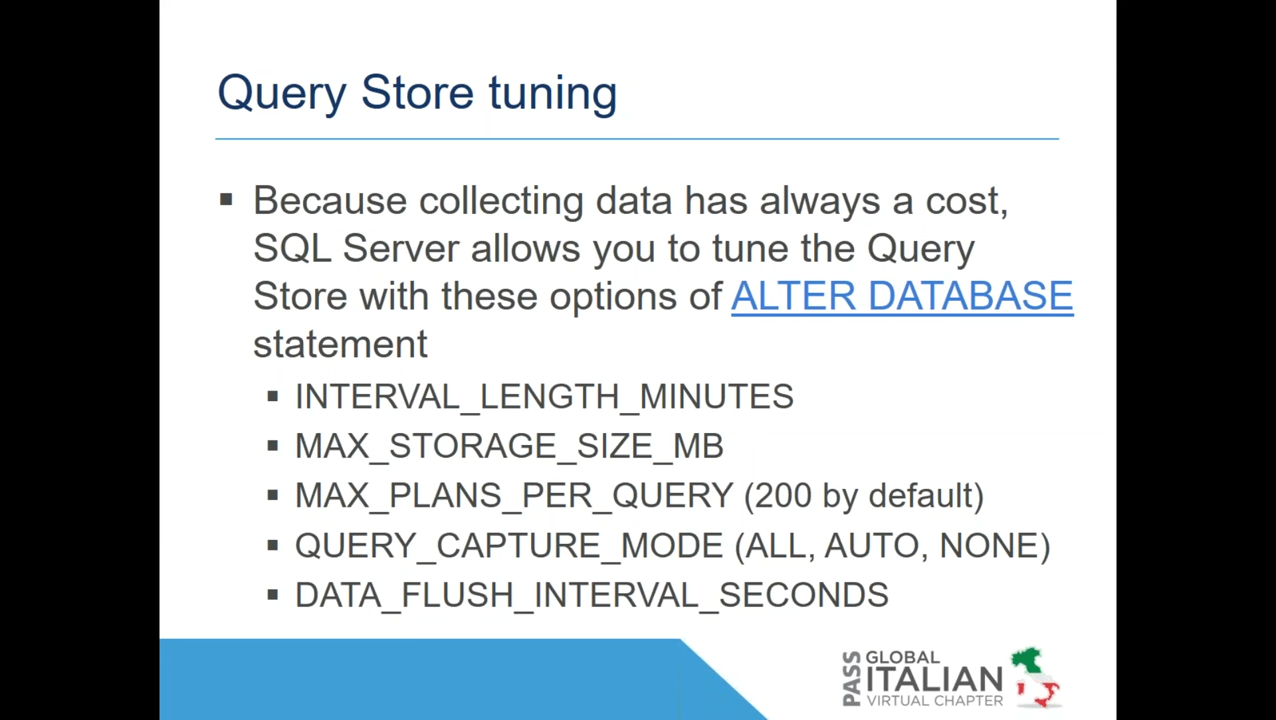 Query Store tuning
▪ Because collecting data has always a cost,
SQL Server allows you to tune the Query
Store with these options of ALTER DATABASE
statement
▪ INTERVAL_LENGTH_MINUTES
▪ MAX_STORAGE_SIZE_MB
▪ MAX_PLANS_PER_QUERY (200 by default)
▪ QUERY_CAPTURE_MODE (ALL, AUTO, NONE)
▪ DATA_FLUSH_INTERVAL_SECONDS
PASS
GLOBAL
ITALIAN
VIRTUAL CHAPTER